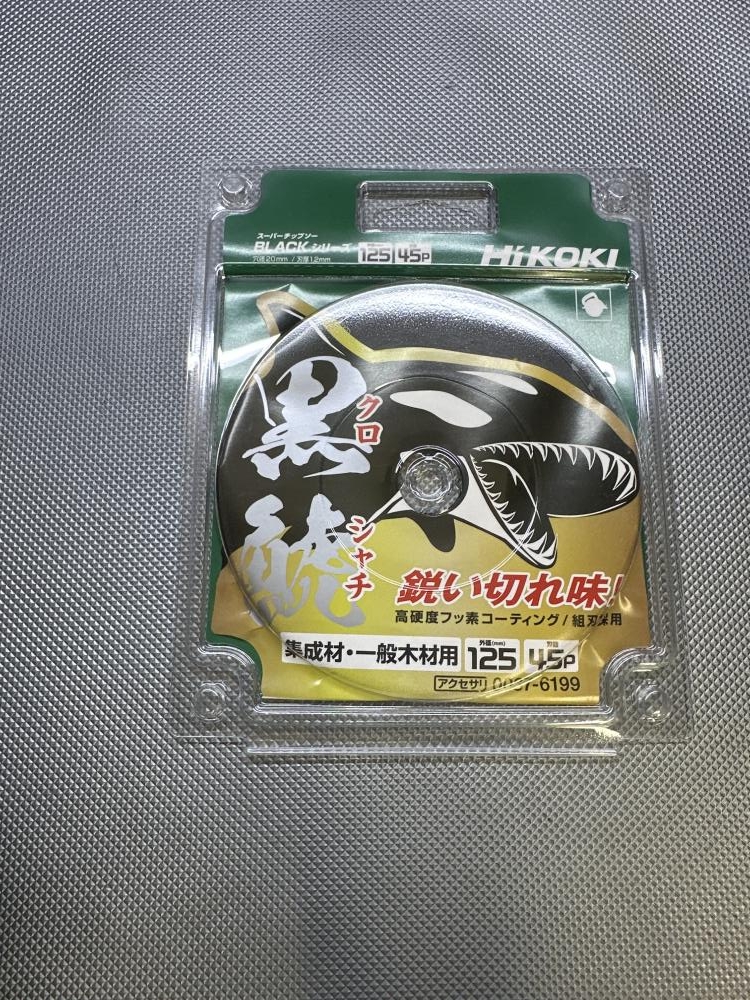 スーパーチップソー
BLACKシリーズ 125 45P
穴径20mm / 刃厚1.2mm
HiKOKI
黒鯱
クロ
シャチ
鋭い切れ味!
高硬度フッ素コーティング / 組刃採用
集成材・一般木材用
外径(mm) 125
刃数 45P
アクセサリ 0037-6199